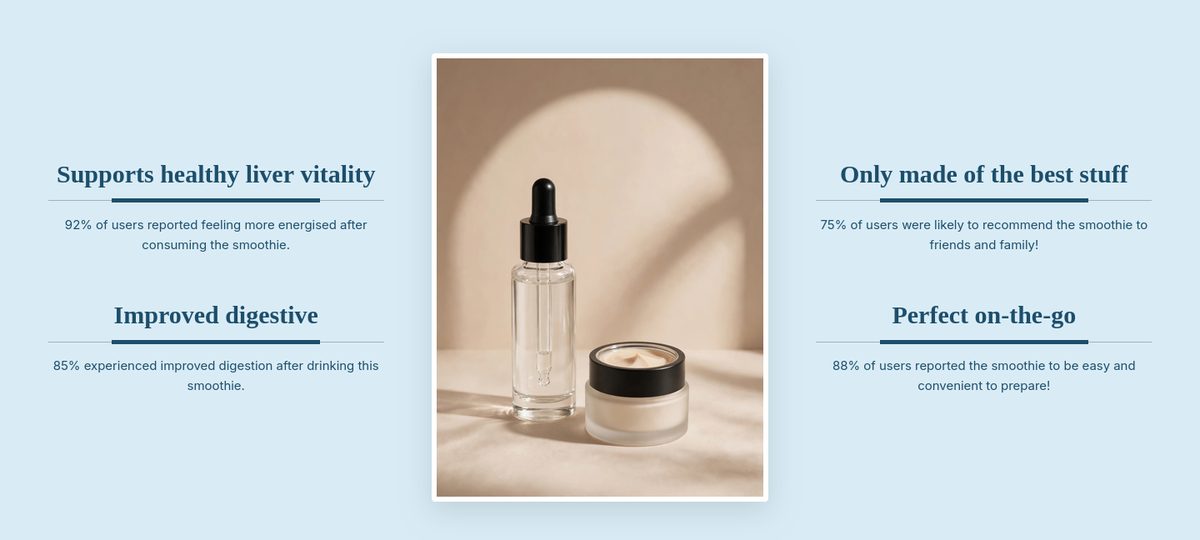 Supports healthy liver vitality
92% of users reported feeling more energised after
consuming the smoothie.
Improved digestive
85% experienced improved digestion after drinking this
smoothie.
Only made of the best stuff
75% of users were likely to recommend the smoothie to
friends and family!
Perfect on-the-go
88% of users reported the smoothie to be easy and
convenient to prepare!